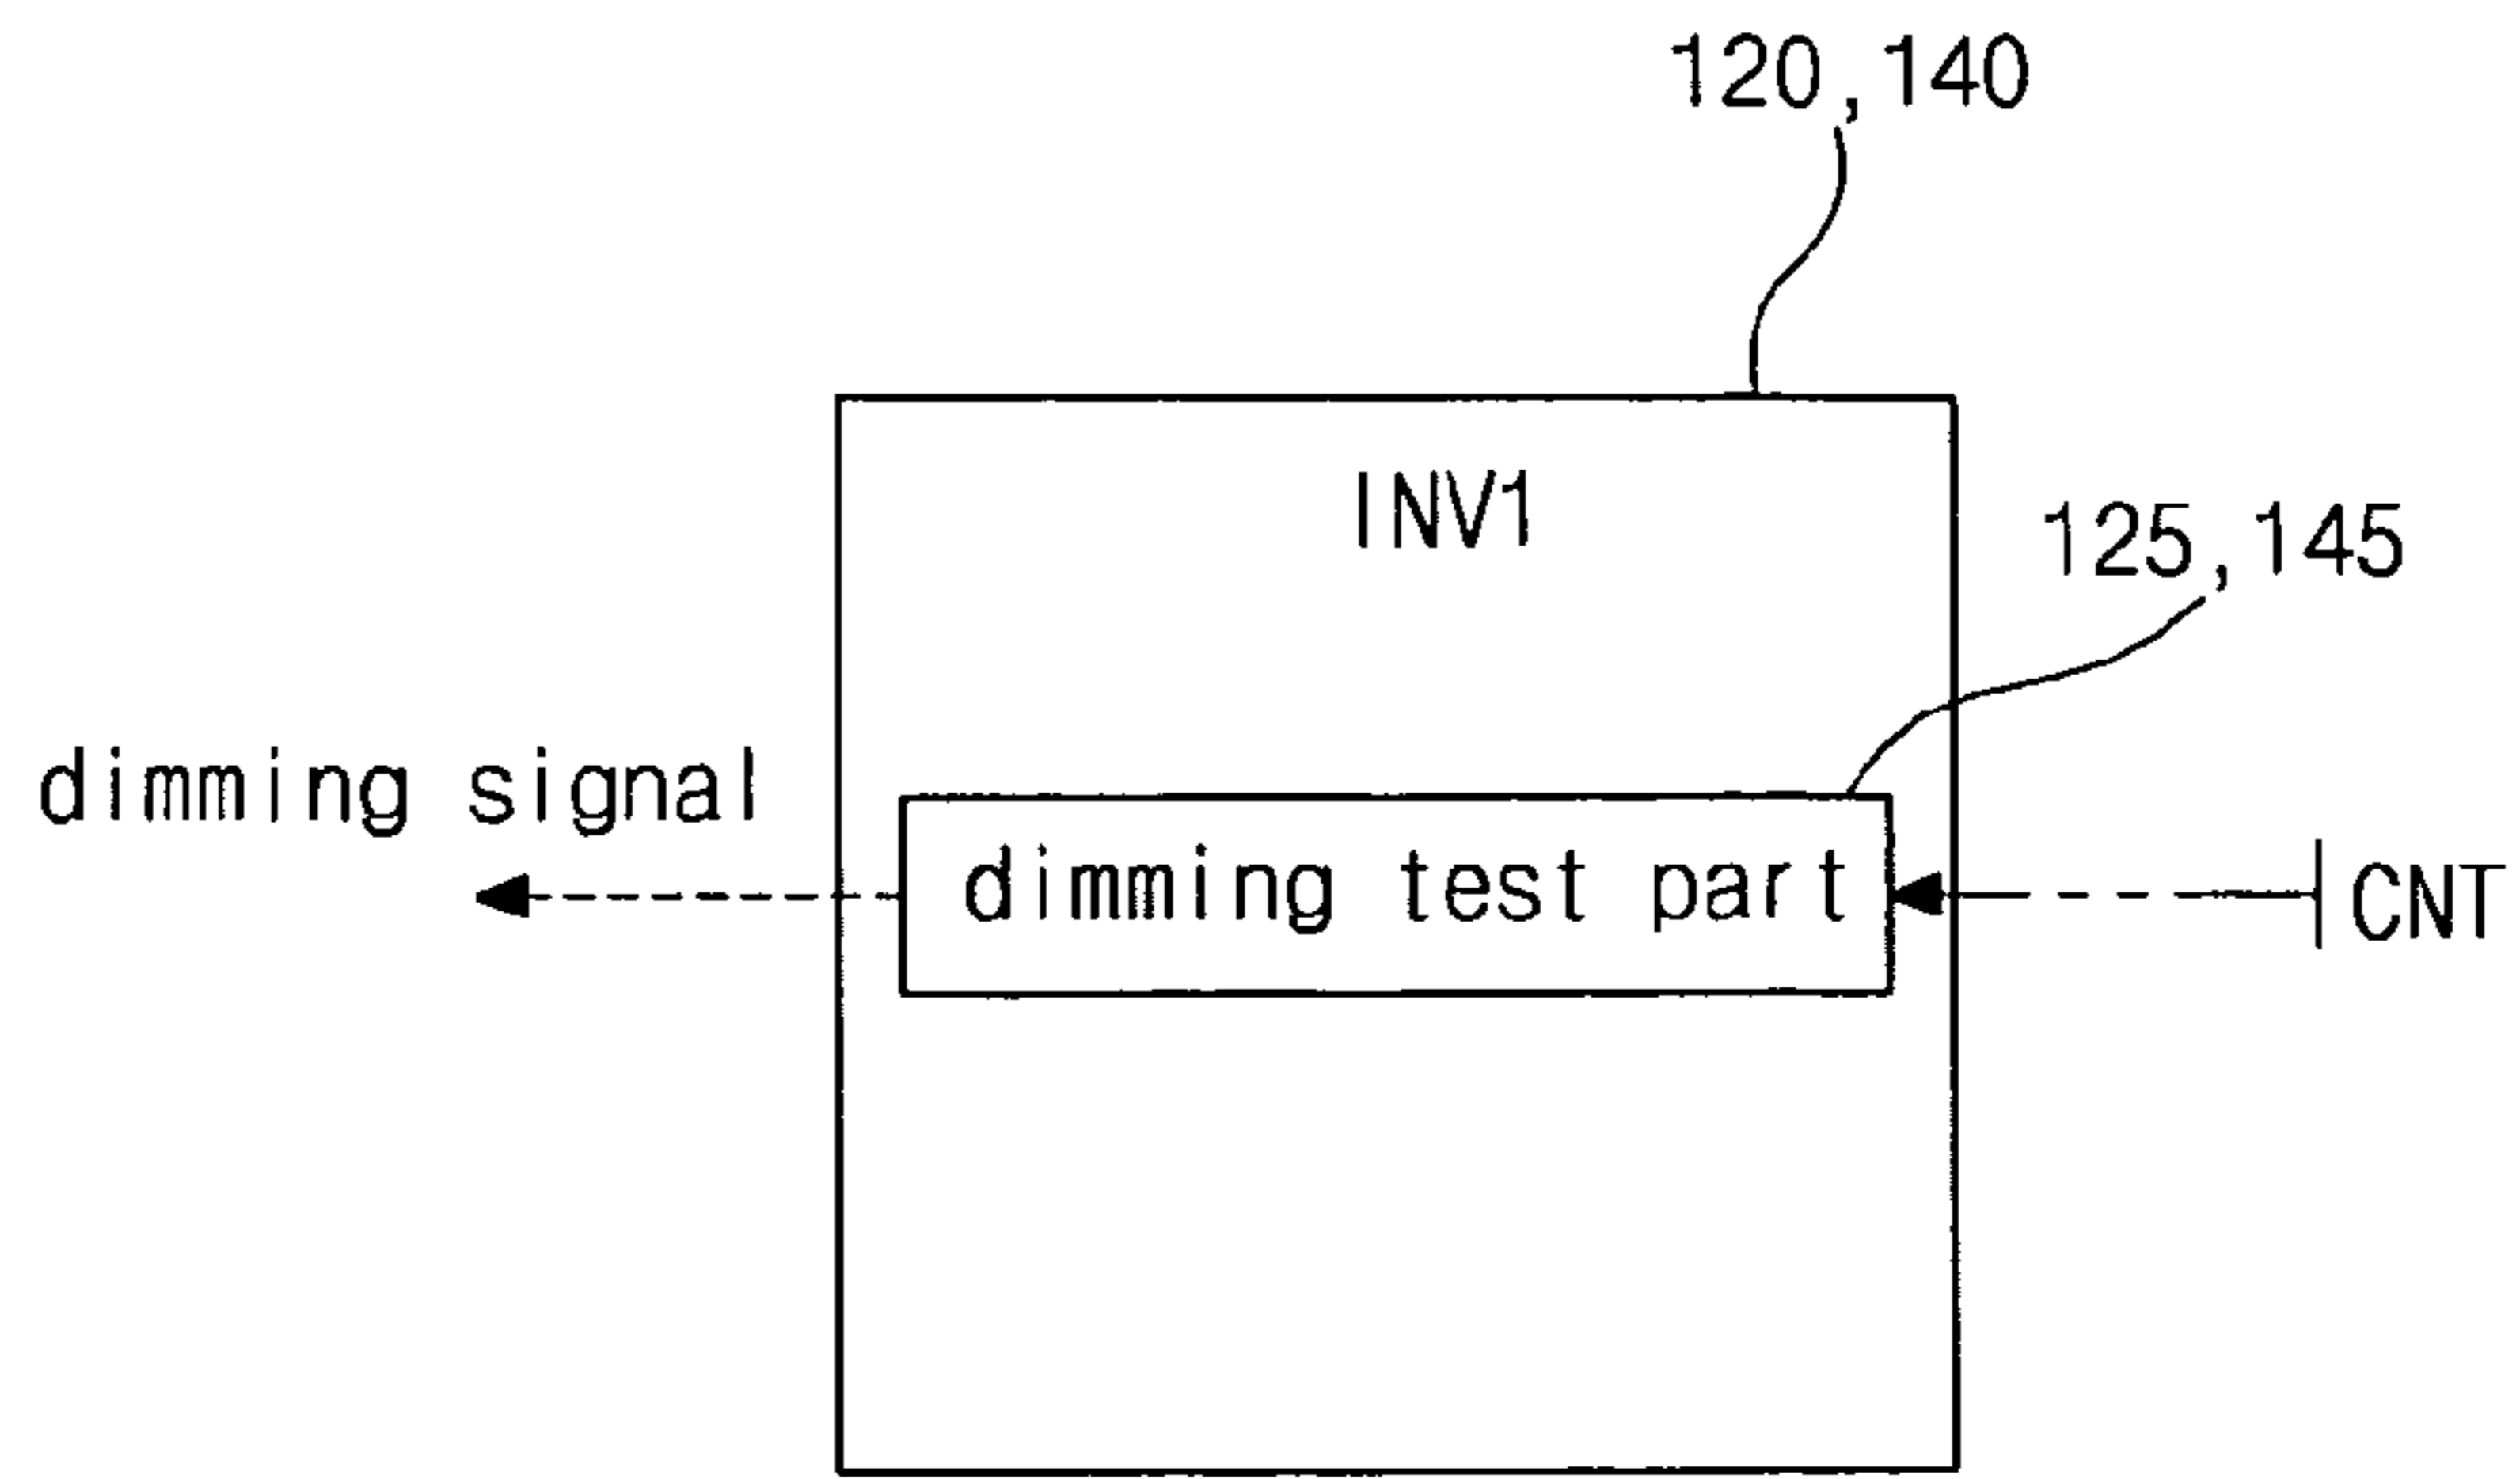 120,140
INV1
125,145
dimming signal
dimming test part
CNT